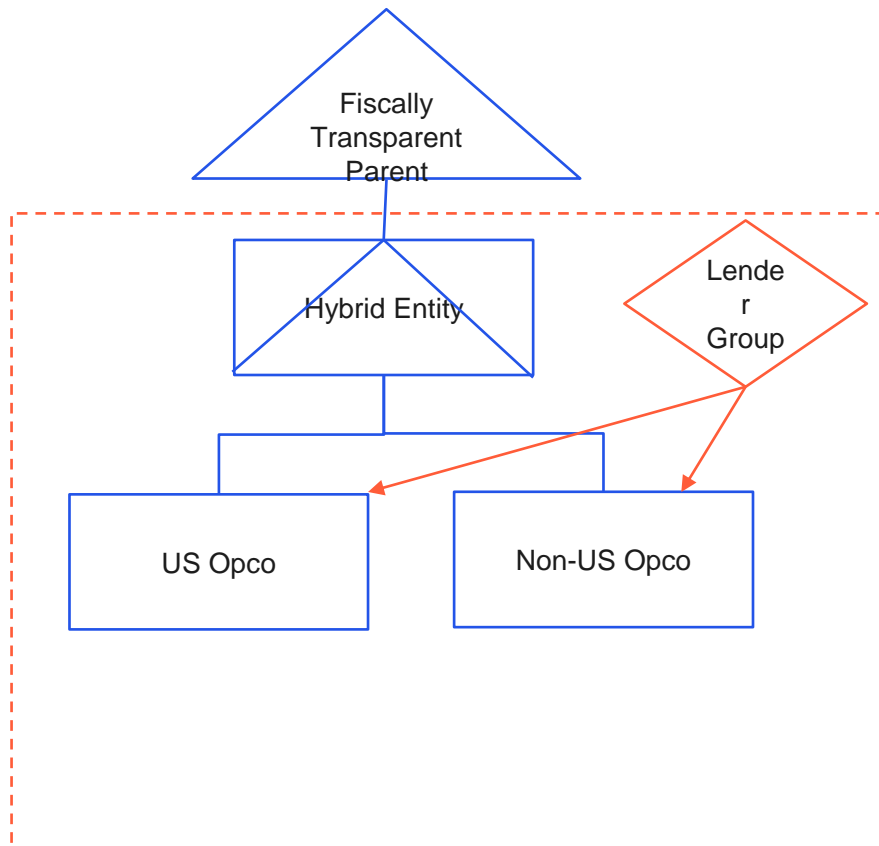 Fiscally
Transparent
Parent
Hybrid Entity
Lende
r
Group
US Opco
Non-US Opco